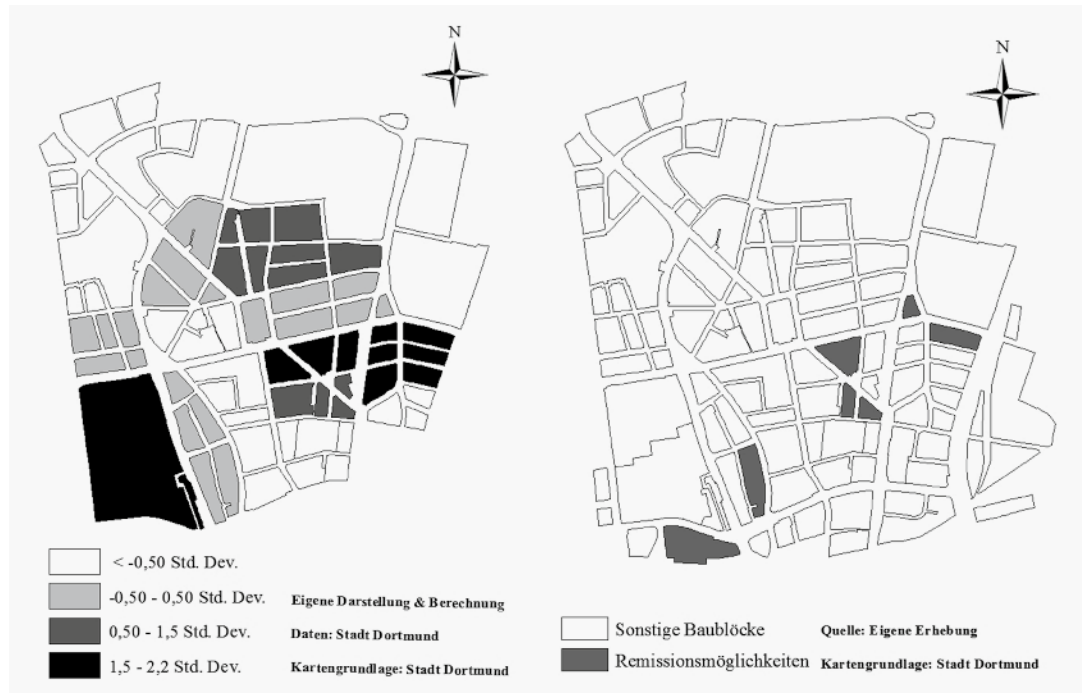 N
< -0,50 Std. Dev.
-0,50 - 0,50 Std. Dev.
Eigene Darstellung & Berechnung
0,50 - 1,5 Std. Dev.
Daten: Stadt Dortmund
1,5 - 2,2 Std. Dev.
Kartengrundlage: Stadt Dortmund
N
Sonstige Baublöcke
Quelle: Eigene Erhebung
Remissionsmöglichkeiten
Kartengrundlage: Stadt Dortmund